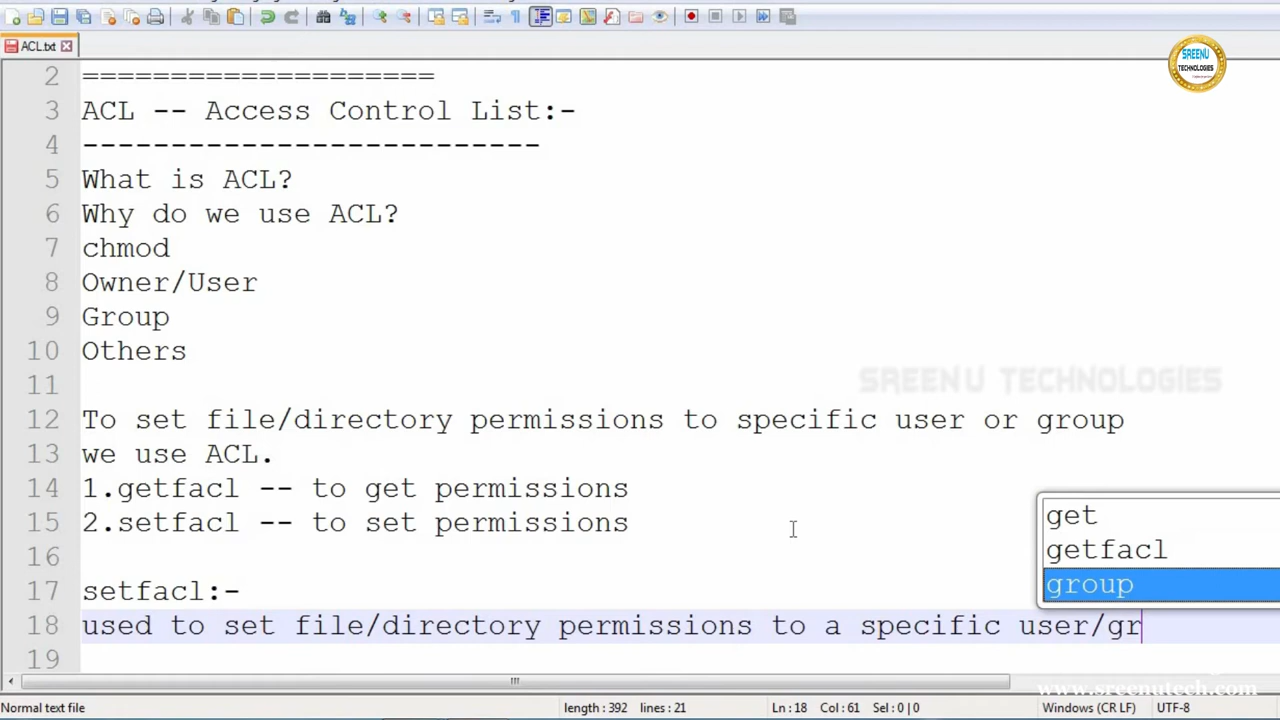 ACL.txt
SREENU
TECHNOLOGIES
2 ====================
3 ACL -- Access Control List:-
4 --------------------------
5 What is ACL?
6 Why do we use ACL?
7 chmod
8 Owner/User
9 Group
10 Others
11
SREENU TECHNOLOGIES
12 To set file/directory permissions to specific user or group
13 we use ACL.
14 1.getfacl -- to get permissions
15 2.setfacl -- to set permissions
16
get
getfacl
group
17 setfacl:-
18 used to set file/directory permissions to a specific user/gr
19
www.sreenutech.com
Normal text file length : 392 lines : 21 Ln : 18 Col : 61 Sel : 0 | 0 Windows (CR LF) UTF-8